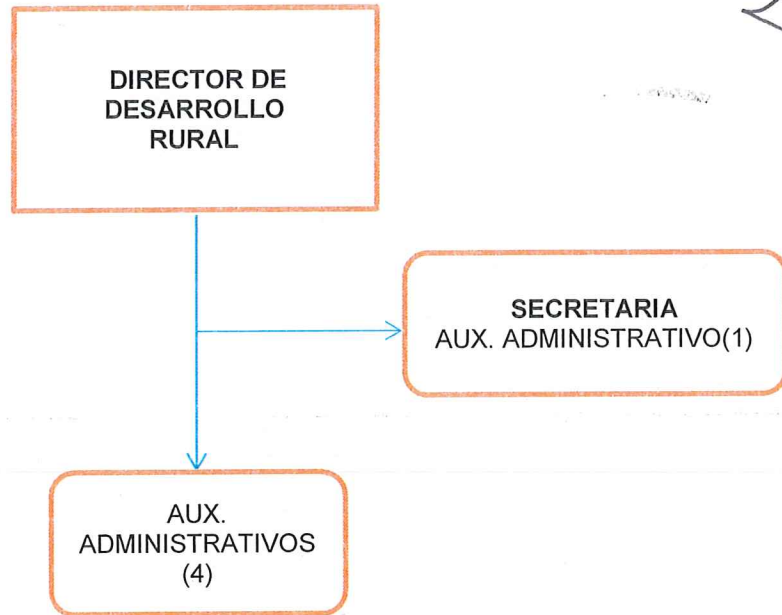 DIRECTOR DE
DESARROLLO
RURAL
SECRETARIA
AUX. ADMINISTRATIVO(1)
AUX.
ADMINISTRATIVOS
(4)